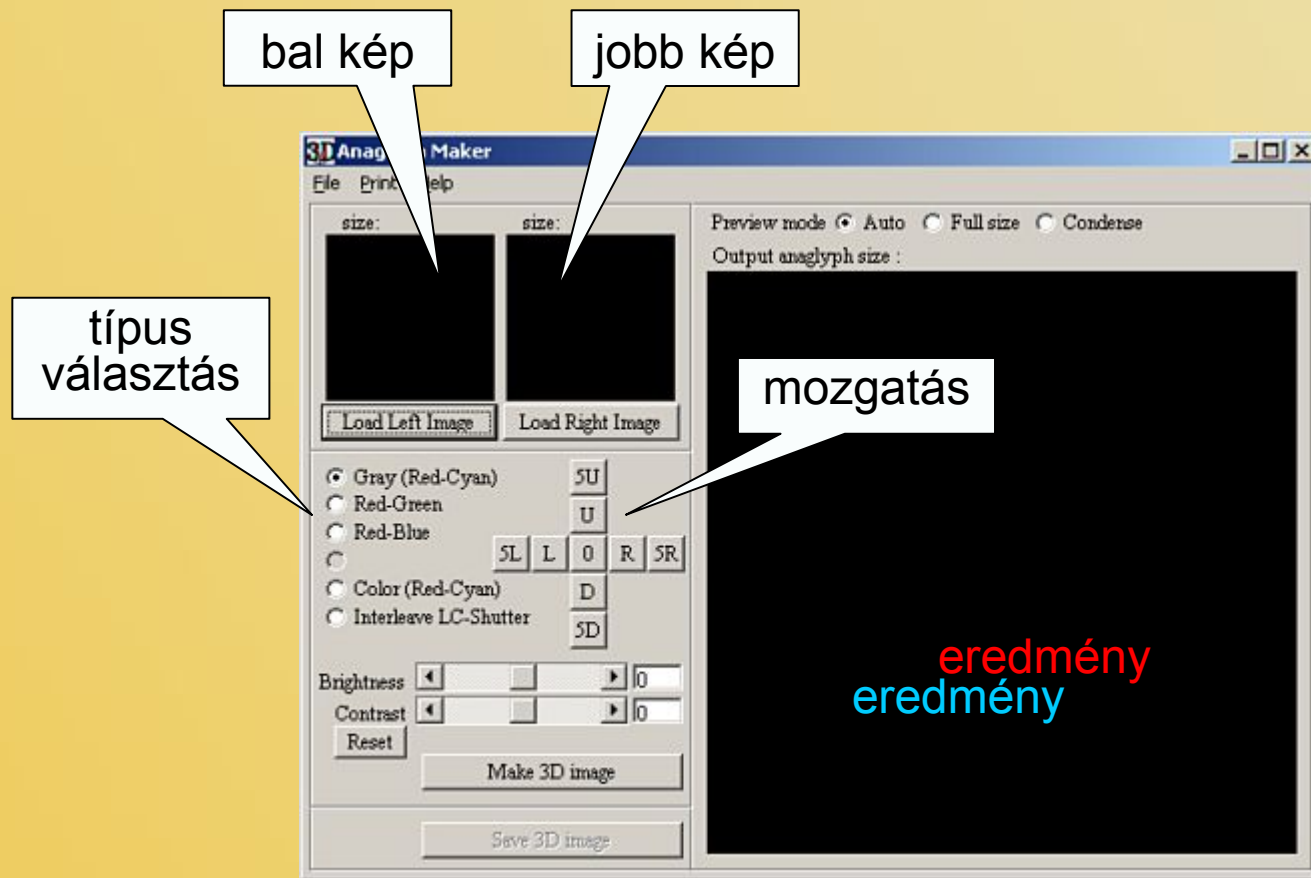 bal kép
jobb kép
3D Anag Maker
File Print elp
size:
size:
Preview mode Auto Full size Condense
Output anaglyph size :
típus
választás
mozgatás
Load Left Image
Load Right Image
Gray (Red-Cyan)
Red-Green
Red-Blue
Color (Red-Cyan)
Interleave LC-Shutter
5U
U
5L L 0 R 5R
D
5D
eredmény
eredmény
Brightness 0
Contrast 0
Reset
Make 3D image
Save 3D image